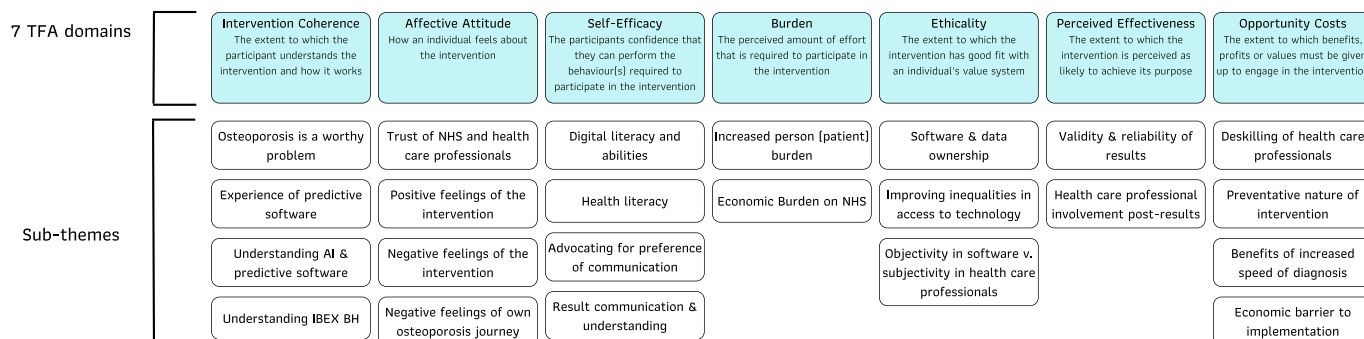 7 TFA domains
Intervention Coherence
The extent to which the
participant understands the
intervention and how it works
Affective Attitude
How an individual feels about
the intervention
Self-Efficacy
The participants confidence that
they can perform the
behaviour[s] required to
participate in the intervention
Burden
The perceived amount of effort
that is required to participate in
the intervention
Ethicality
The extent to which the
intervention has good fit with
an individual's value system
Perceived Effectiveness
The extent to which the
intervention is perceived as
likely to achieve its purpose
Opportunity Costs
The extent to which benefits,
profits or values must be given
up to engage in the intervention
Sub-themes
Osteoporosis is a worthy
problem
Experience of predictive
software
Understanding AI &
predictive software
Understanding IBEX BH
Trust of NHS and health
care professionals
Positive feelings of the
intervention
Negative feelings of the
intervention
Negative feelings of own
osteoporosis journey
Digital literacy and
abilities
Health literacy
Advocating for preference
of communication
Result communication &
understanding
Increased person [patient]
burden
Economic Burden on NHS
Software & data
ownership
Improving inequalities in
access to technology
Objectivity in software v.
subjectivity in health care
professionals
Validity & reliability of
results
Health care professional
involvement post-results
Deskilling of health care
professionals
Preventative nature of
intervention
Benefits of increased
speed of diagnosis
Economic barrier to
implementation